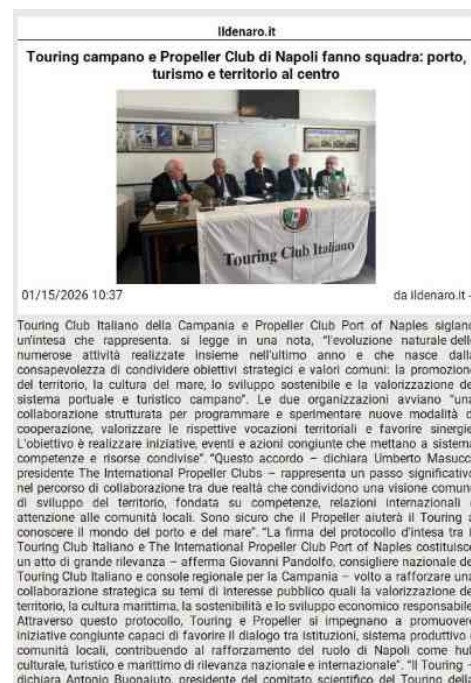 Ildenaro.it
Touring campano e Propeller Club di Napoli fanno squadra: porto,
turismo e territorio al centro
Touring Club Italiano
01/15/2026 10:37
da ildenaro.it -
Touring Club Italiano della Campania e Propeller Club Port of Naples siglano
un'intesa che rappresenta. si legge in una nota, "l'evoluzione naturale delle
numerose attività realizzate insieme nell'ultimo anno e che nasce dalla
consapevolezza di condividere obiettivi strategici e valori comuni: la promozione
del territorio, la cultura del mare, lo sviluppo sostenibile e la valorizzazione del
sistema portuale e turistico campano". Le due organizzazioni avviano "una
collaborazione strutturata per programmare e sperimentare nuove modalità di
cooperazione, valorizzare le rispettive vocazioni territoriali e favorire sinergie.
L'obiettivo è realizzare iniziative, eventi e azioni congiunte che mettano a sistema
competenze e risorse condivise". "Questo accordo – dichiara Umberto Masucci,
presidente The International Propeller Clubs – rappresenta un passo significativo
nel percorso di collaborazione tra due realtà che condividono una visione comune
di sviluppo del territorio, fondata su competenze, relazioni internazionali e
attenzione alle comunità locali. Sono sicuro che il Propeller aiuterà il Touring a
conoscere il mondo del porto e del mare". "La firma del protocollo d'intesa tra il
Touring Club Italiano e The International Propeller Club Port of Naples costituisce
un atto di grande rilevanza – afferma Giovanni Pandolfo, consigliere nazionale del
Touring Club Italiano e console regionale per la Campania – volto a rafforzare una
collaborazione strategica su temi di interesse pubblico quali la valorizzazione del
territorio, la cultura marittima, la sostenibilità e lo sviluppo economico responsabile.
Attraverso questo protocollo, Touring e Propeller si impegnano a promuovere
iniziative congiunte capaci di favorire il dialogo tra istituzioni, sistema produttivo e
comunità locali, contribuendo al rafforzamento del ruolo di Napoli come hub
culturale, turistico e marittimo di rilevanza nazionale e internazionale". "Il Touring –
dichiara Antonio Buonajuto, presidente del comitato scientifico del Touring della